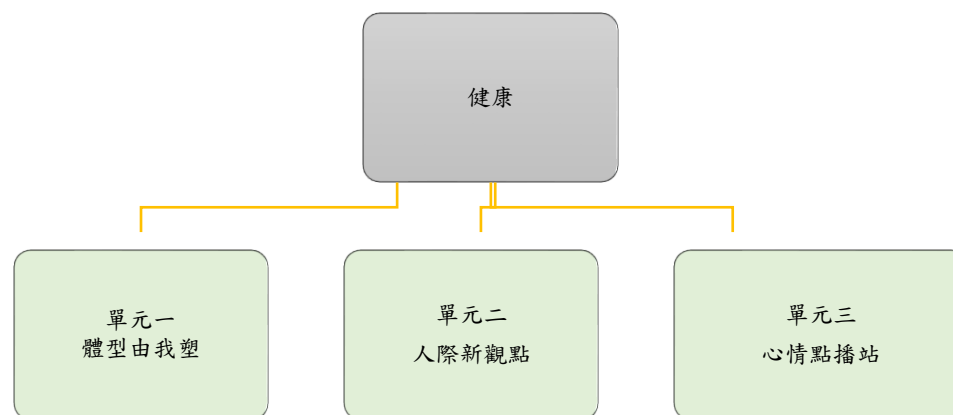 健康
單元一
體型由我塑
單元二
人際新觀點
單元三
心情點播站